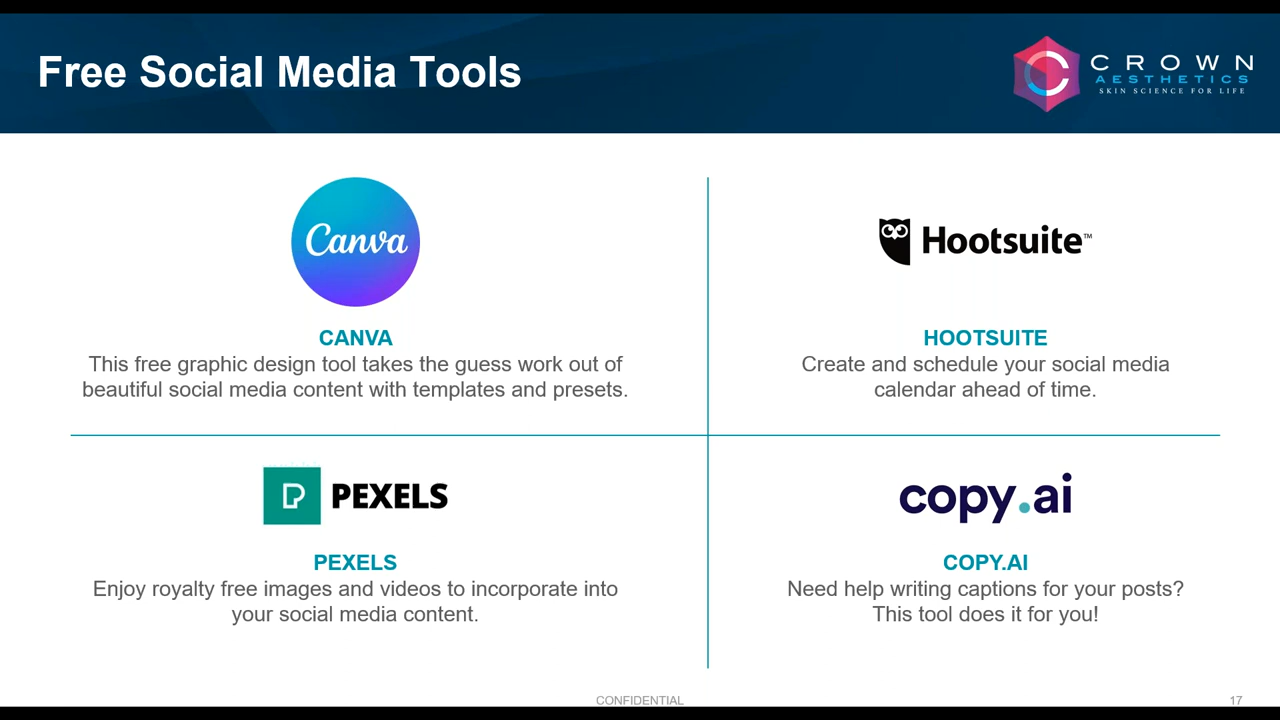 Free Social Media Tools
CROWN
AESTHETICS
SKIN SCIENCE FOR LIFE
Canva
CANVA
This free graphic design tool takes the guess work out of
beautiful social media content with templates and presets.
Hootsuite™
HOOTSUITE
Create and schedule your social media
calendar ahead of time.
PEXELS
PEXELS
Enjoy royalty free images and videos to incorporate into
your social media content.
copy.ai
COPY.AI
Need help writing captions for your posts?
This tool does it for you!
CONFIDENTIAL
17